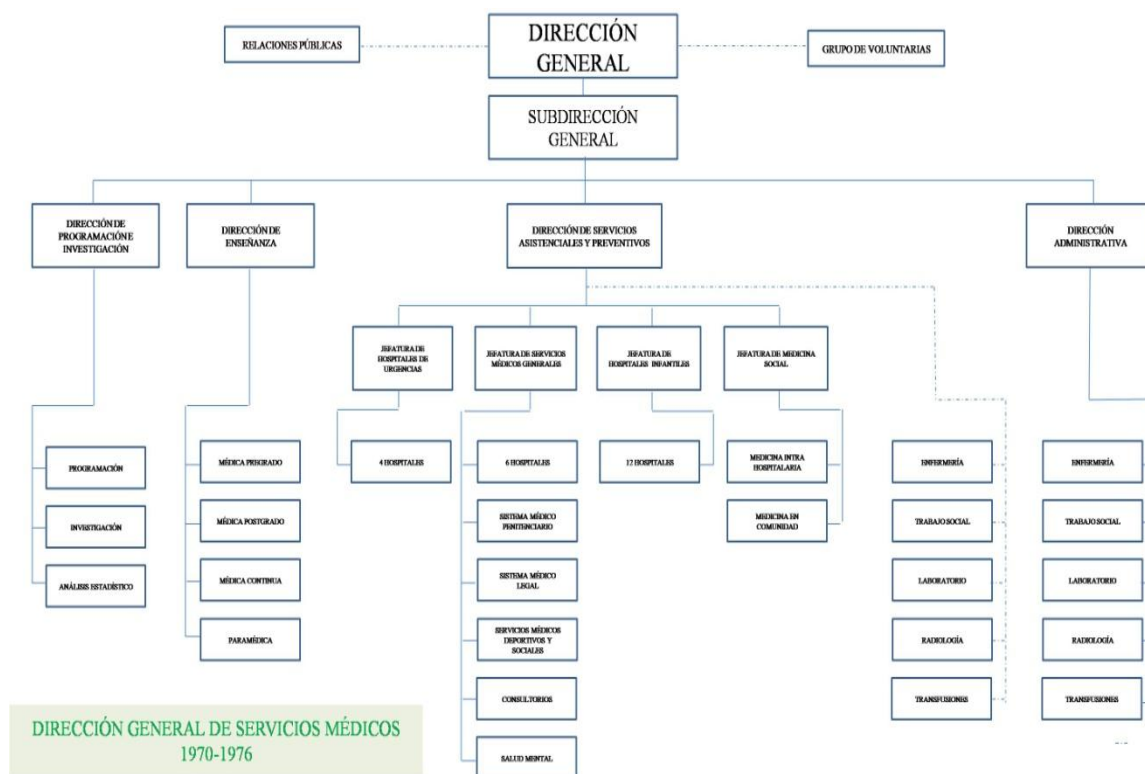 RELACIONES PÚBLICAS
DIRECCIÓN
GENERAL
GRUPO DE VOLUNTARIAS
SUBDIRECCIÓN
GENERAL
DIRECCIÓN DE
PROGRAMACIÓN E
INVESTIGACIÓN
DIRECCIÓN DE
ENSEÑANZA
DIRECCIÓN DE SERVICIOS
ASISTENCIALES Y PREVENTIVOS
DIRECCIÓN
ADMINISTRATIVA
JEFATURA DE
HOSPITALES DE
URGENCIAS
JEFATURA DE SERVICIOS
MÉDICOS GENERALES
JEFATURA DE
HOSPITALES INFANTILES
JEFATURA DE MEDICINA
SOCIAL
PROGRAMACIÓN
INVESTIGACIÓN
ANÁLISIS ESTADÍSTICO
MÉDICA PREGRADO
MÉDICA POSTGRADO
MÉDICA CONTINUA
PARAMÉDICA
4 HOSPITALES
6 HOSPITALES
SISTEMA MÉDICO
PENITENCIARIO
SISTEMA MÉDICO
LEGAL
SERVICIOS MÉDICOS
DEPORTIVOS Y
SOCIALES
CONSULTORIOS
SALUD MENTAL
12 HOSPITALES
MEDICINA INTRA
HOSPITALARIA
MEDICINA EN
COMUNIDAD
ENFERMERÍA
TRABAJO SOCIAL
LABORATORIO
RADIOLOGÍA
TRANSFUSIONES
ENFERMERÍA
TRABAJO SOCIAL
LABORATORIO
RADIOLOGÍA
TRANSFUSIONES
DIRECCIÓN GENERAL DE SERVICIOS MÉDICOS
1970-1976